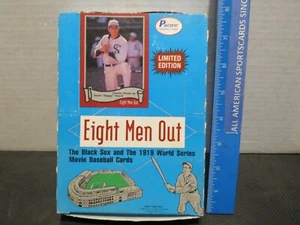 Pacific
LIMITED
EDITION
Eight Men Out
Eight Men Out
The Black Sox and The 1919 World Series
Movie Baseball Cards
ALL AMERICAN SPORTSCARDS SINC